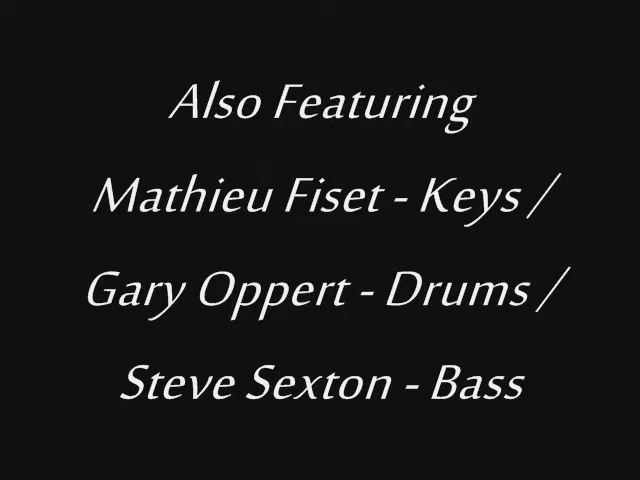 Also Featuring
Mathieu Fiset - Keys /
Gary Oppert - Drums /
Steve Sexton - Bass